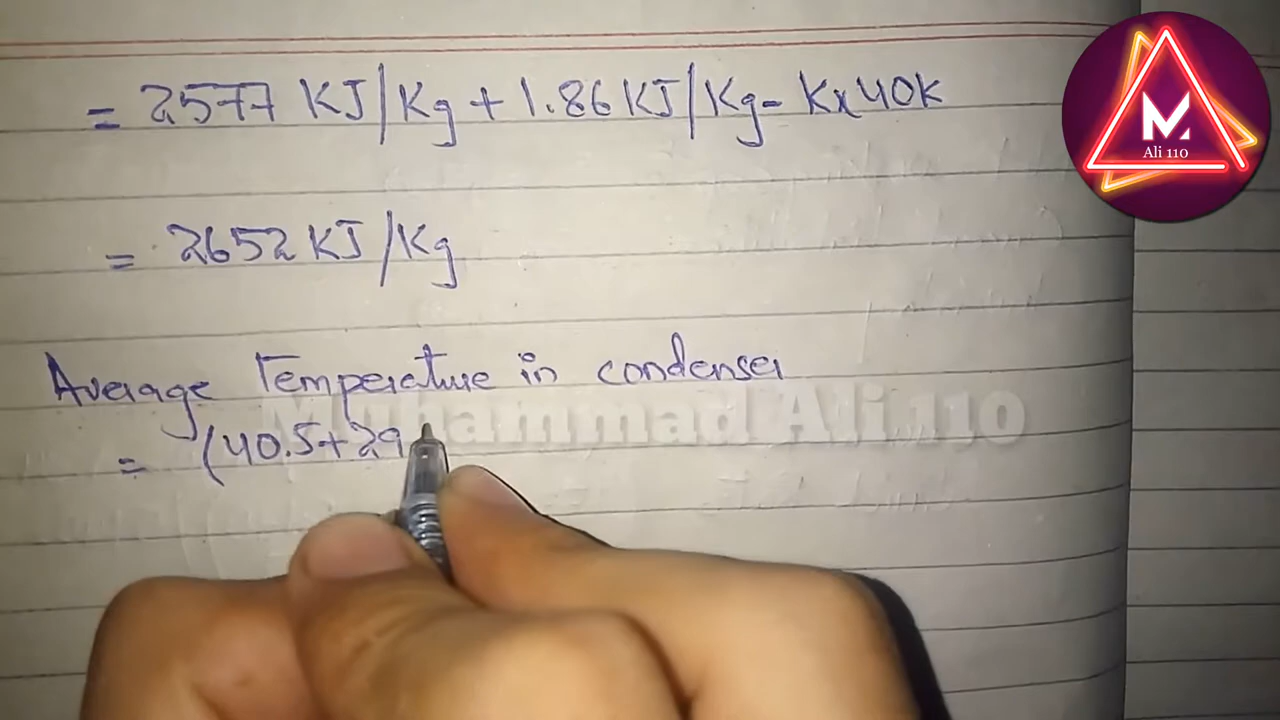 = 2577 KJ/Kg + 1.86 KJ/Kg - K x 40K
= 2652 KJ/Kg
Average Temperature in condenser
= (40.5+29
Muhammad Ali 110
M
Ali 110